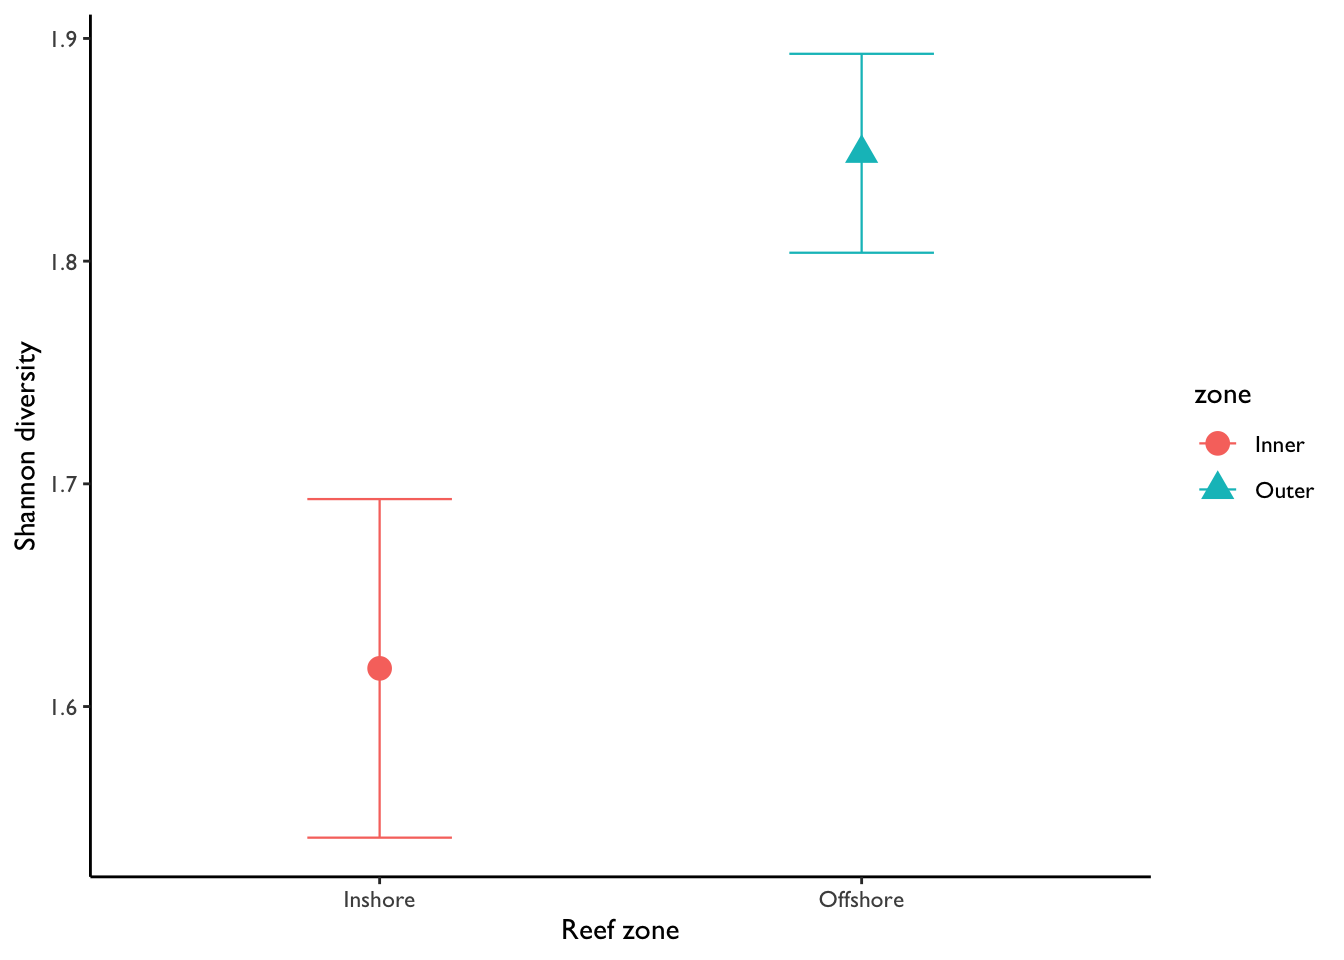 1.9
1.8
1.7
1.6
Shannon diversity
Inshore
Offshore
Reef zone
zone
Inner
Outer